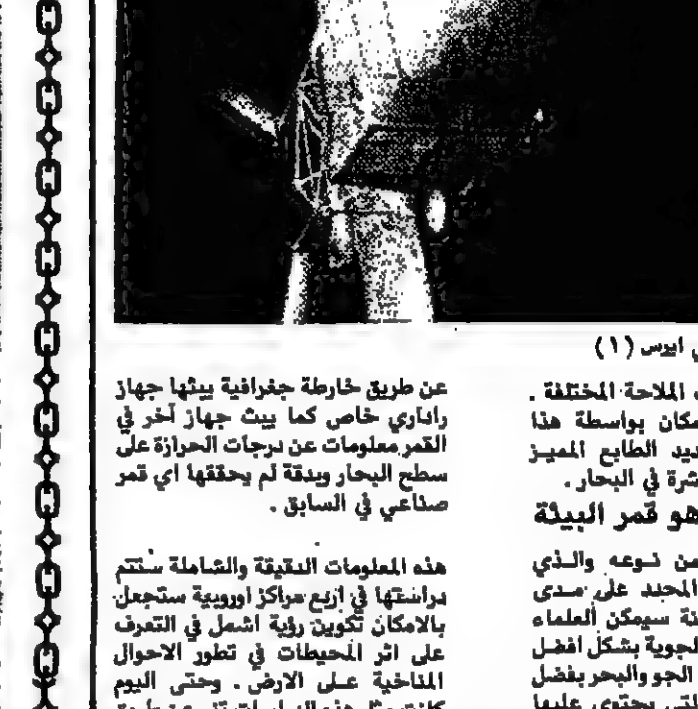 ايرس (١)
الملاحة المختلفة .
بواسطة هذا
الطابع المميز
في البحار .
هو قمر البيئة
من نوعه والذي
المحدد على مدى
سيمكن العلماء
الجوية بشكل افضل
الجو والبحر بفضل
التي يحتوي عليها
عن طريق خارطة جغرافية يبثها جهاز
راداري خاص كما يبث جهاز آخر في
القمر معلومات عن درجات الحرارة على
سطح البحار وبدقة لم يحققها اي قمر
صناعي في السابق .
هذه المعلومات الدقيقة والشاملة ستتم
دراستها في اربع مراكز اوروبية ستجعل
بالامكان تكوين رؤية اشمل في التعرف
على اثر المحيطات في تطور الاحوال
المناخية على الارض . وحتى اليوم